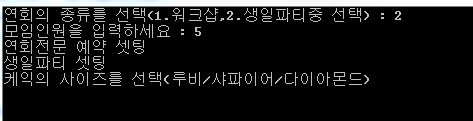 연회의 종류를 선택(1.워크샵,2.생일파티중 선택) : 2
모임인원을 입력하세요 : 5
연회전문 예약 셋팅
생일파티 셋팅
케익의 사이즈를 선택(루비/샤파이어/다이아몬드)